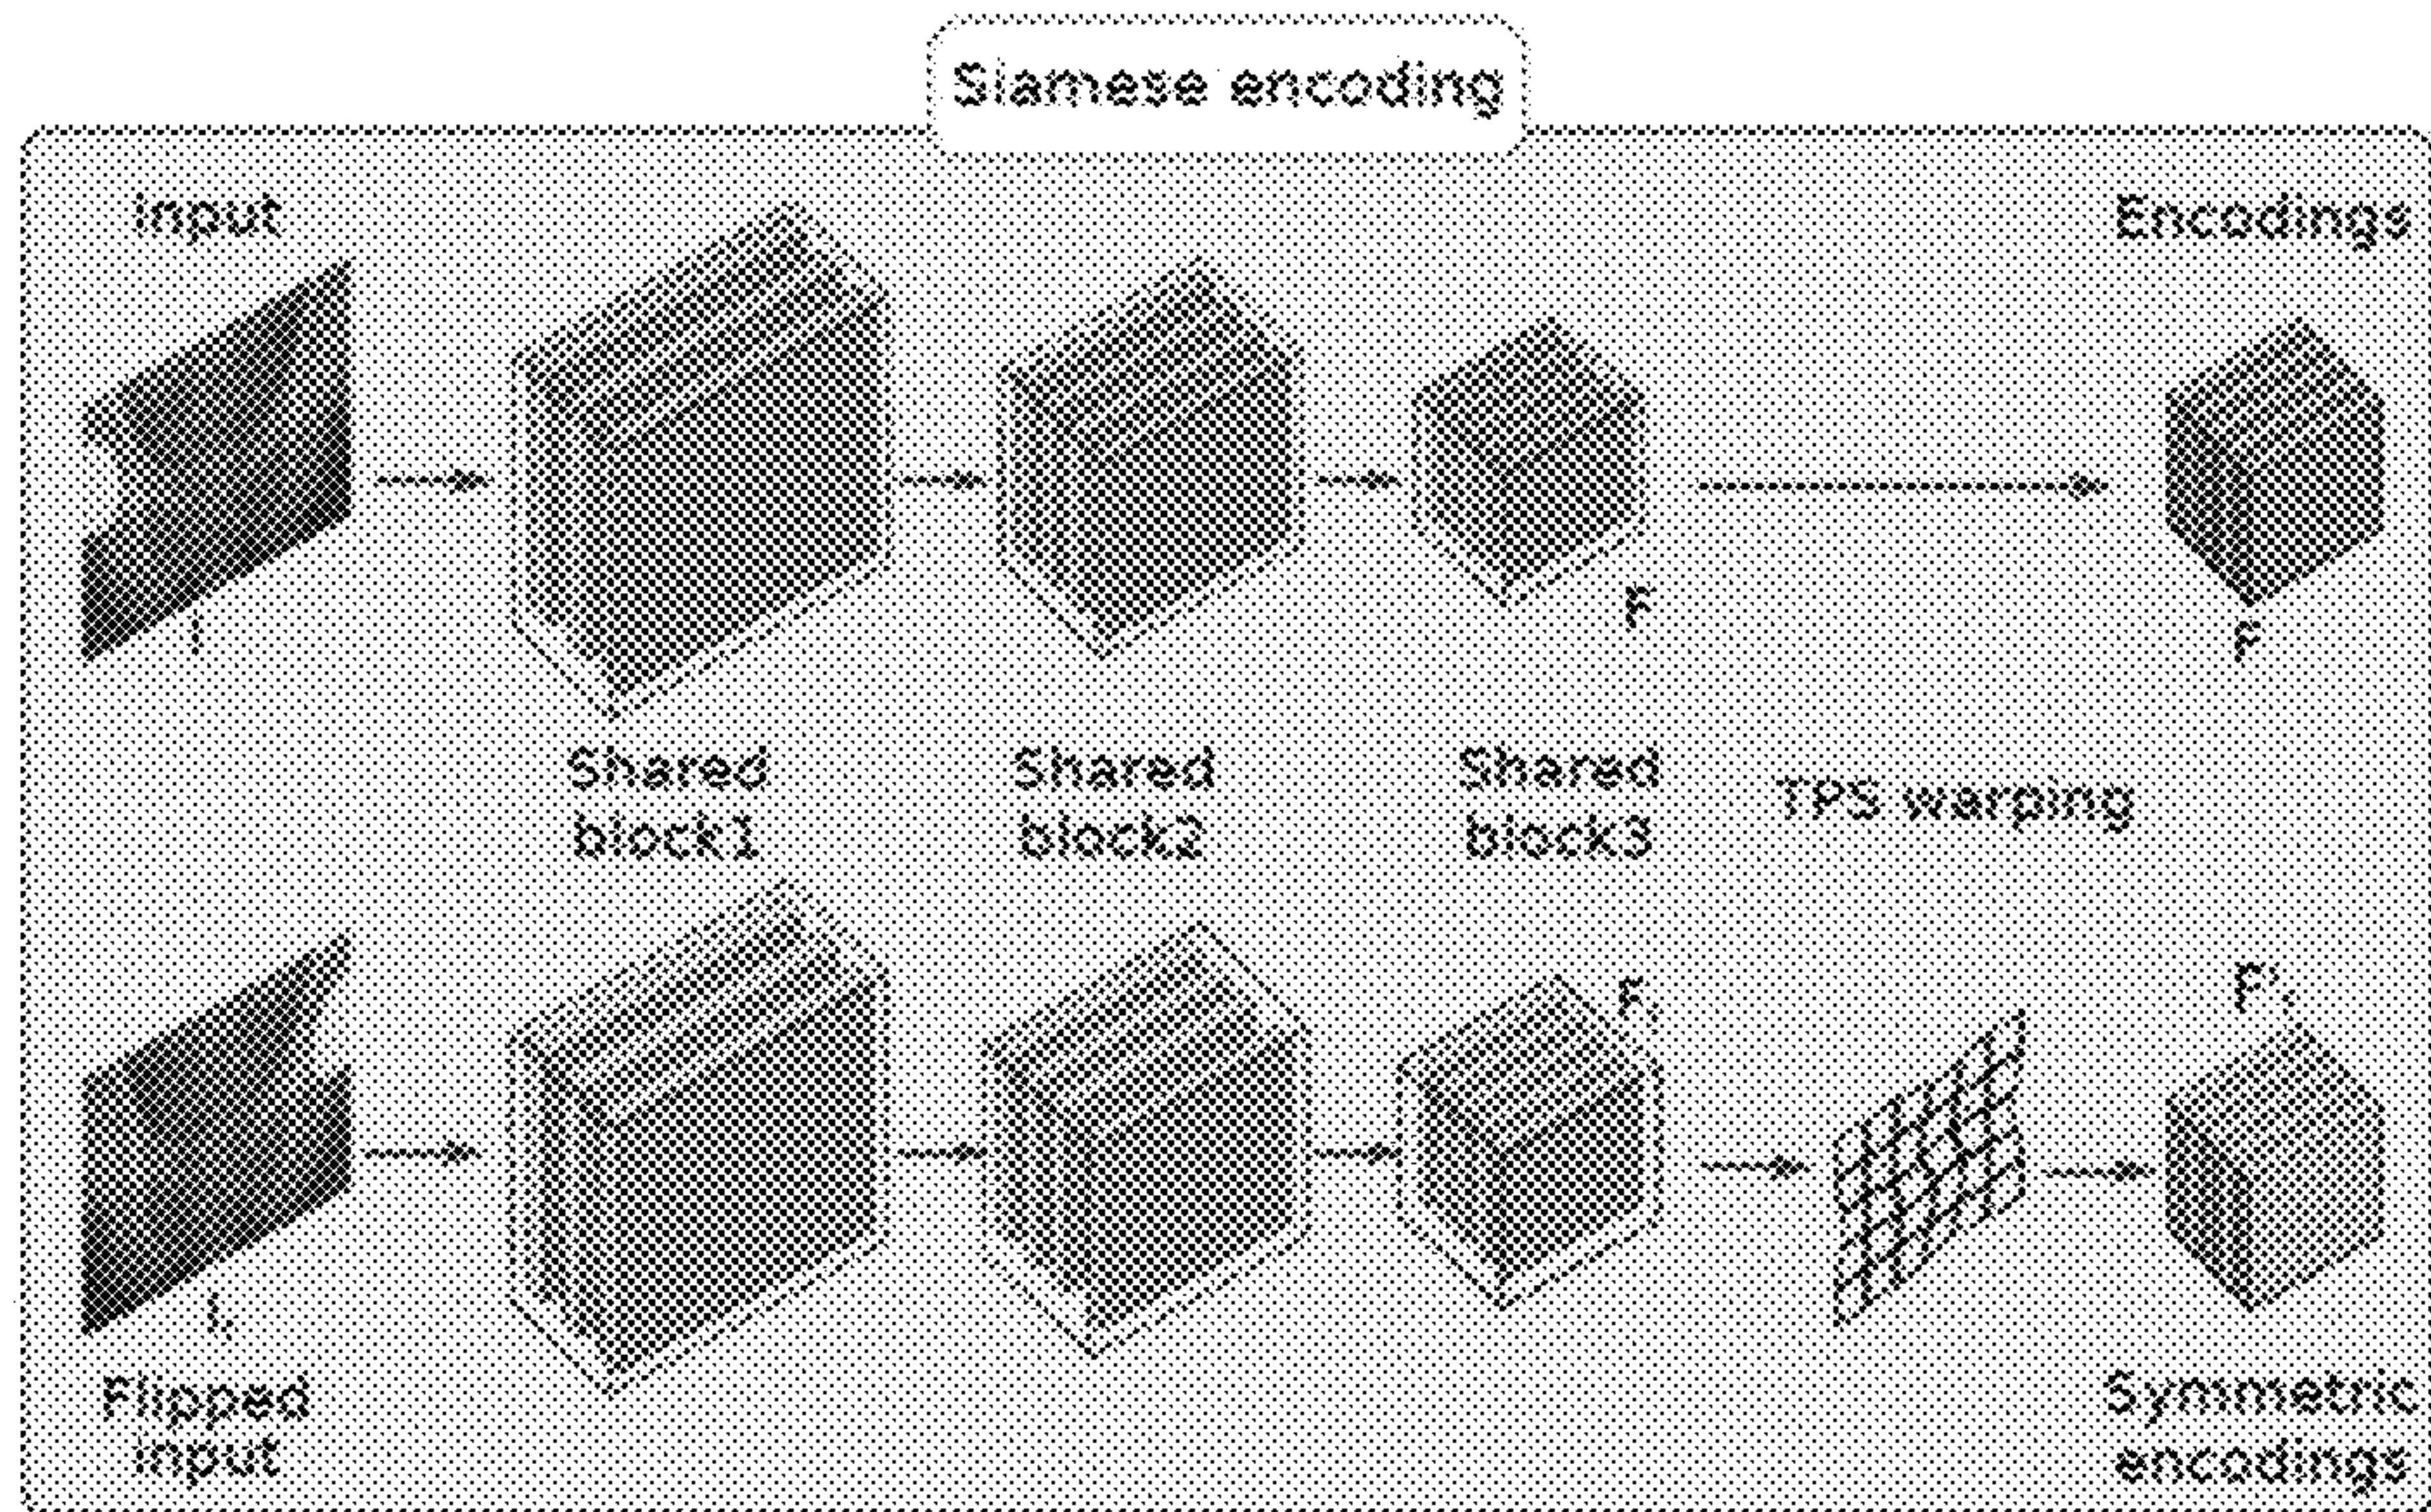 Siamese encoding
Input
Encodings
I
F
F
Shared
block1
Shared
block2
Shared
block3
TPS warping
F
Flipped
input
Symmetric
encodings